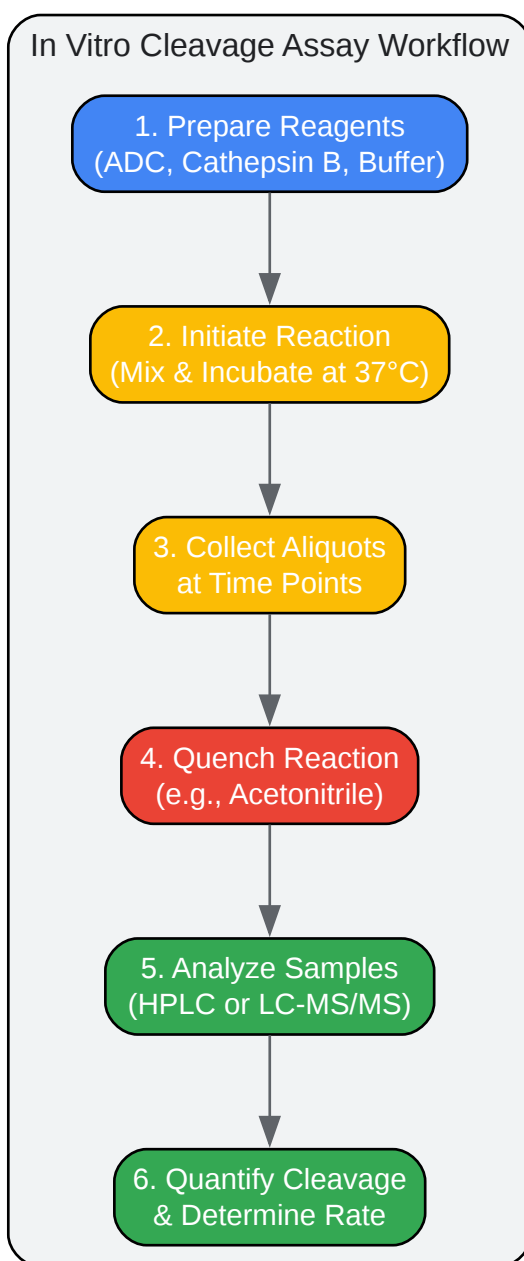 In Vitro Cleavage Assay Workflow
1. Prepare Reagents
(ADC, Cathepsin B, Buffer)
2. Initiate Reaction
(Mix & Incubate at 37°C)
3. Collect Aliquots
at Time Points
4. Quench Reaction
(e.g., Acetonitrile)
5. Analyze Samples
(HPLC or LC-MS/MS)
6. Quantify Cleavage
& Determine Rate